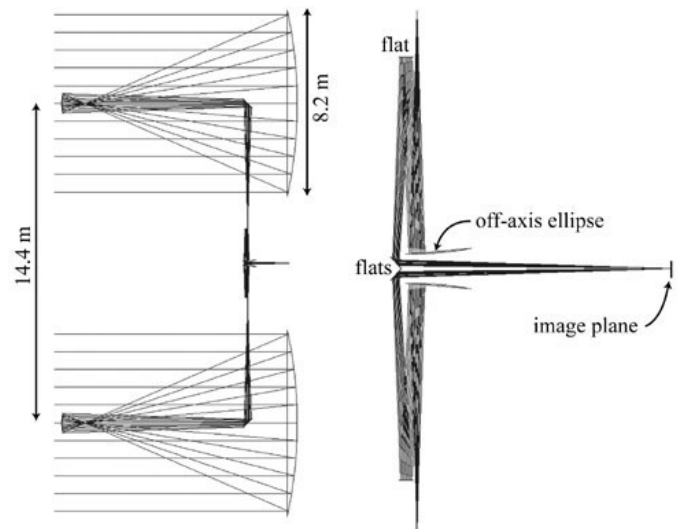 14.4 m
8.2 m
flat
off-axis ellipse
flats
image plane